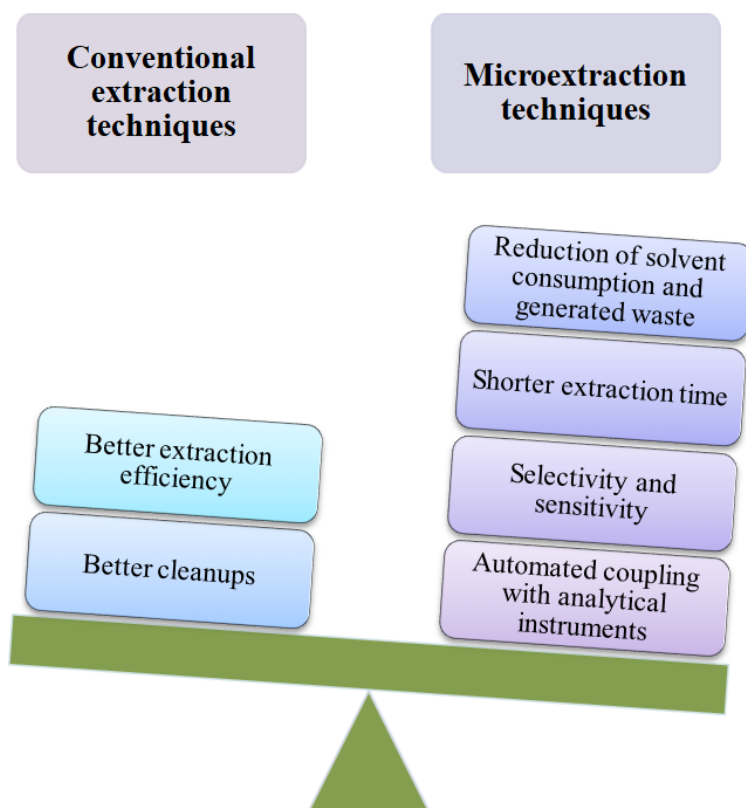 Conventional
extraction
techniques
Microextraction
techniques
Better extraction
efficiency
Better cleanups
Reduction of solvent
consumption and
generated waste
Shorter extraction time
Selectivity and
sensitivity
Automated coupling
with analytical
instruments